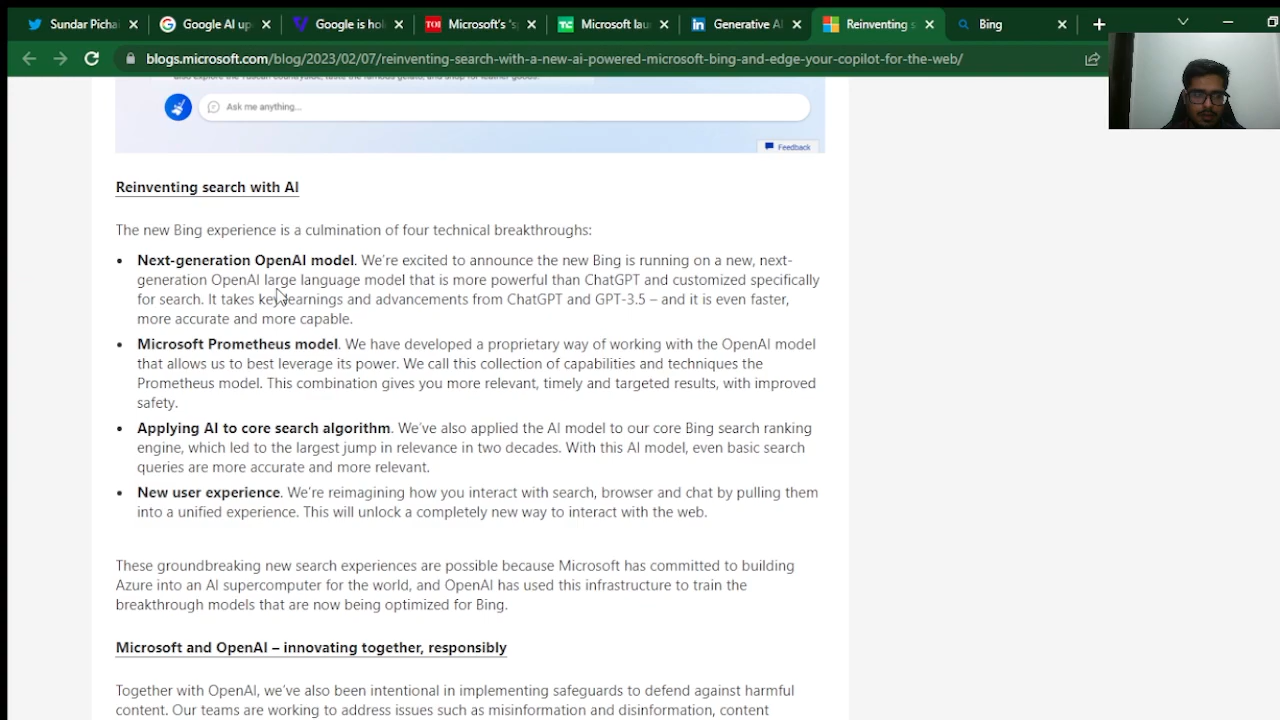 Sundar Pichai
Google AI up
Google is ho
Microsoft's 's
Microsoft lau
Generative AI
Reinventing s
Bing
blogs.microsoft.com/blog/2023/02/07/reinventing-search-with-a-new-ai-powered-microsoft-bing-and-edge-your-copilot-for-the-web/
also explore the Tuscan countryside, taste the famous gelato, and shop for leather goods.
Ask me anything...
Feedback
Reinventing search with AI
The new Bing experience is a culmination of four technical breakthroughs:
• Next-generation OpenAI model. We're excited to announce the new Bing is running on a new, next-
generation OpenAI large language model that is more powerful than ChatGPT and customized specifically
for search. It takes key learnings and advancements from ChatGPT and GPT-3.5 – and it is even faster,
more accurate and more capable.
• Microsoft Prometheus model. We have developed a proprietary way of working with the OpenAI model
that allows us to best leverage its power. We call this collection of capabilities and techniques the
Prometheus model. This combination gives you more relevant, timely and targeted results, with improved
safety.
• Applying AI to core search algorithm. We've also applied the AI model to our core Bing search ranking
engine, which led to the largest jump in relevance in two decades. With this AI model, even basic search
queries are more accurate and more relevant.
• New user experience. We're reimagining how you interact with search, browser and chat by pulling them
into a unified experience. This will unlock a completely new way to interact with the web.
These groundbreaking new search experiences are possible because Microsoft has committed to building
Azure into an AI supercomputer for the world, and OpenAI has used this infrastructure to train the
breakthrough models that are now being optimized for Bing.
Microsoft and OpenAI – innovating together, responsibly
Together with OpenAI, we've also been intentional in implementing safeguards to defend against harmful
content. Our teams are working to address issues such as misinformation and disinformation, content